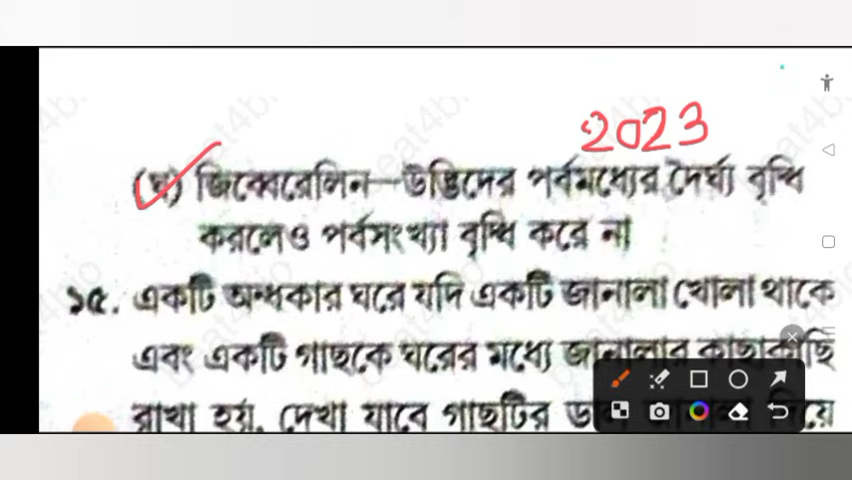 2023
(ঘ) জিব্বেরেলিন—উদ্ভিদের পর্বমধ্যের দৈর্ঘ্য বৃদ্ধি
করলেও পর্বসংখ্যা বৃদ্ধি করে না
১৫. একটি অন্ধকার ঘরে যদি একটি জানালা খোলা থাকে
এবং একটি গাছকে ঘরের মধ্যে জানালার কাছাকাছি
রাখা হয়, দেখা যাবে গাছটির